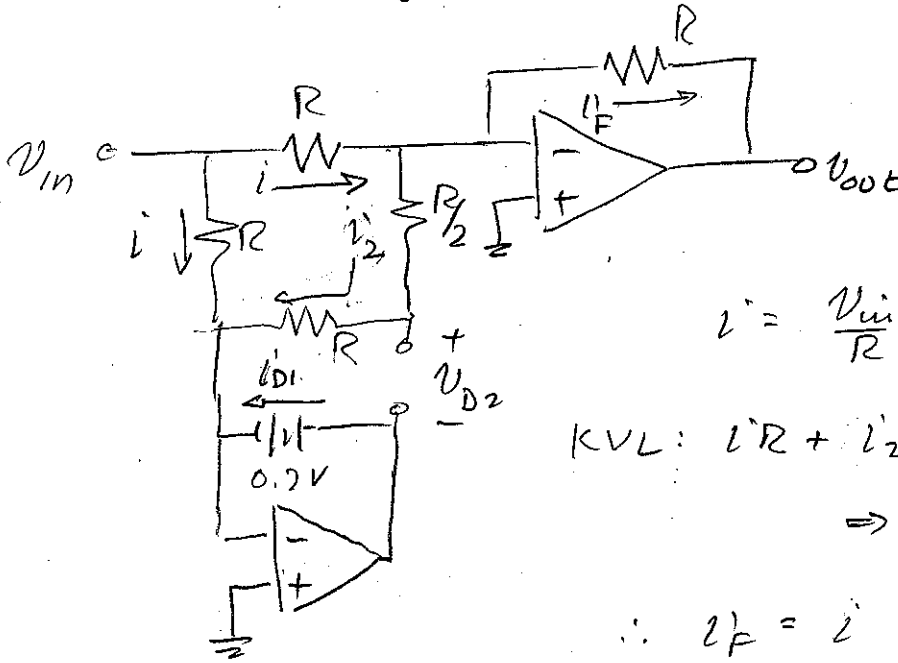 R
i_F
R
v_in
i
R/2
v_out
i
R
i_2
R
+
v_D2
-
i_D1
0.7V
-
+
-
+
i = v_in/R
KVL: iR + i_2
⇒
∴ i_F = i